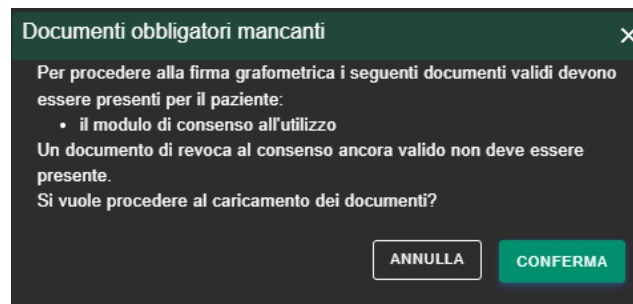 Documenti obbligatori mancanti
Per procedere alla firma grafometrica i seguenti documenti validi devono
essere presenti per il paziente:
• il modulo di consenso all'utilizzo
Un documento di revoca al consenso ancora valido non deve essere
presente.
Si vuole procedere al caricamento dei documenti?
ANNULLA
CONFERMA